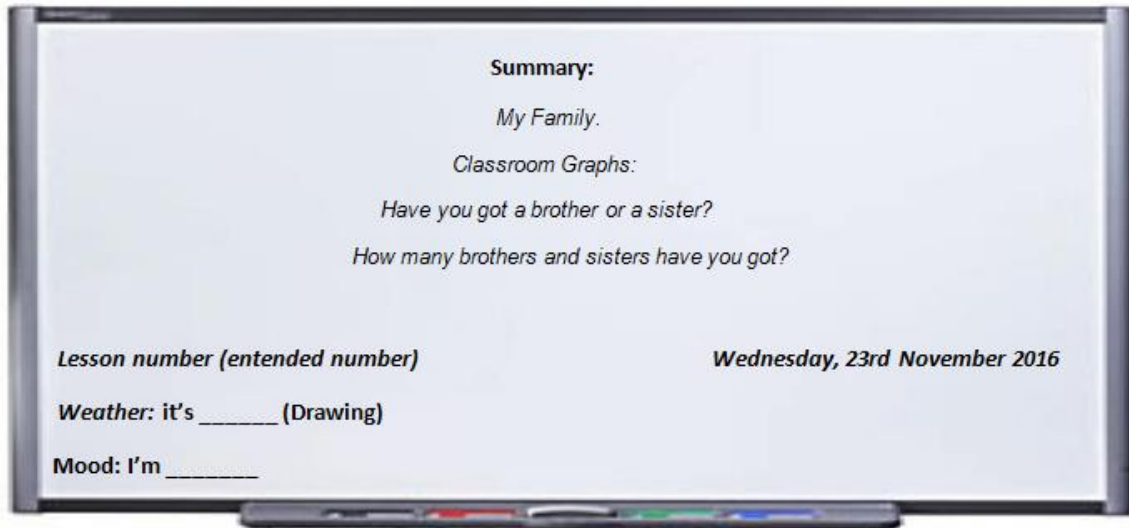 Summary:
My Family.
Classroom Graphs:
Have you got a brother or a sister?
How many brothers and sisters have you got?
Lesson number (entended number) Wednesday, 23rd November 2016
Weather: it's ______ (Drawing)
Mood: I'm _______